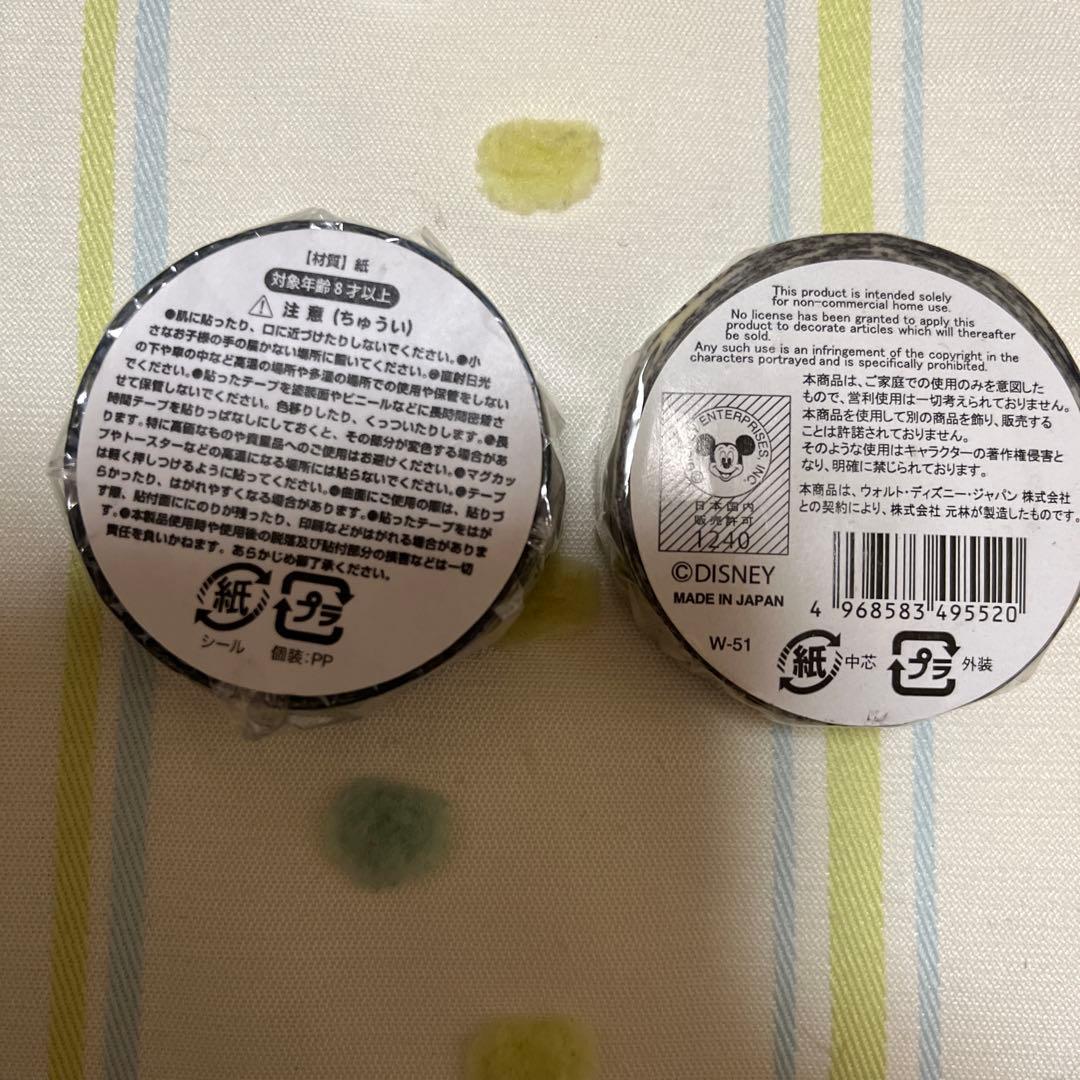 【材質】紙
対象年齢8才以上
注意(ちゅうい)
●肌に貼ったり、口に近づけたりしないでください。●小
さなお子様の手の届かない場所に置いてください。●直射日光
の下や車の中など高温の場所や多湿の場所での使用や保管をしない
でください。●貼ったテープを塗装面やビニールなどに長時間密着さ
せて保管しないでください。色移りしたり、くっついたりします。●長
時間テープを貼りっぱなしにしておくと、その部分が変色する場合があ
ります。特に高価なものや貴重品へのご使用はお避けください。●マグカッ
プやトースターなどの高温になる場所には貼らないでください。●テープ
は軽く押しつけるように貼ってください。●曲面にご使用の際は、貼りづ
らかったり、はがれやすくなる場合があります。●貼ったテープをはが
す際、貼付面にのりが残ったり、印刷などがはがれる場合がありま
す。●本製品使用時や使用後の脱落及び貼付部分の損害などは一切
責任を負いかねます。あらかじめ御了承ください。
紙
プラ
シール
個装:PP
This product is intended solely
for non-commercial home use.
No license has been granted to apply this
product to decorate articles which will thereafter
be sold.
Any such use is an infringement of the copyright in the
characters portrayed and is specifically prohibited.
本商品は、ご家庭での使用のみを意図した
もので、営利使用は一切考えられておりません。
本商品を使用して別の商品を飾り、販売する
ことは許諾されておりません。
そのような使用はキャラクターの著作権侵害と
なり、明確に禁じられております。
本商品は、ウォルト・ディズニー・ジャパン 株式会社
との契約により、株式会社 元林が製造したものです。
ENTERPRISES, INC
日本国内
販売許可
1240
©DISNEY
MADE IN JAPAN
4 968583 495520
W-51
紙
中芯
プラ
外装